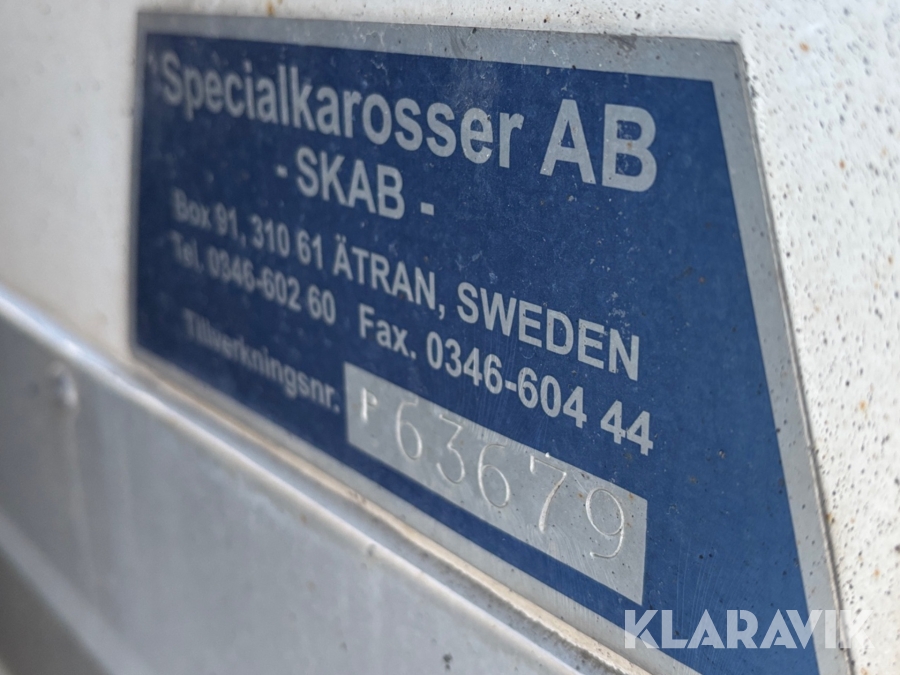 Specialkarosser AB
- SKAB -
Box 91, 310 61 ÄTRAN, SWEDEN
Tel. 0346-602 60 Fax. 0346-604 44
Tillverkningsnr. P 63679
KLARAVIK